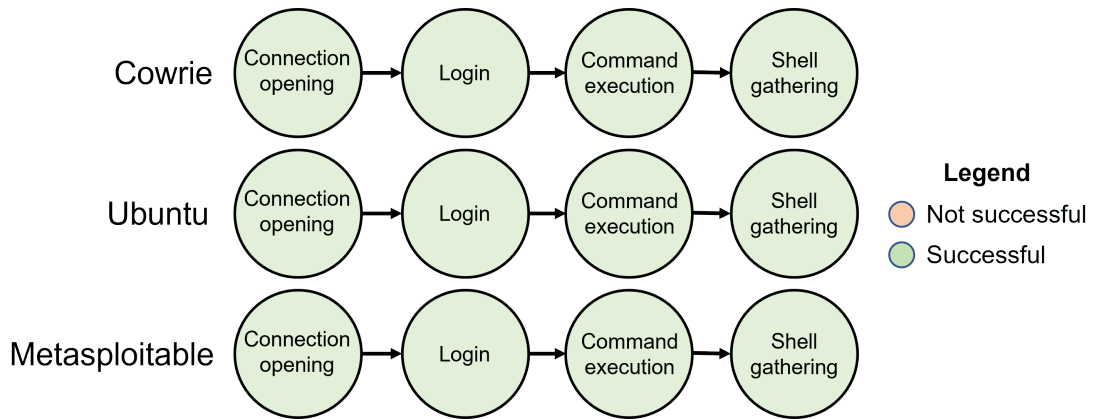 Cowrie
Connection
opening
Login
Command
execution
Shell
gathering
Ubuntu
Connection
opening
Login
Command
execution
Shell
gathering
Metasploitable
Connection
opening
Login
Command
execution
Shell
gathering
Legend
Not successful
Successful